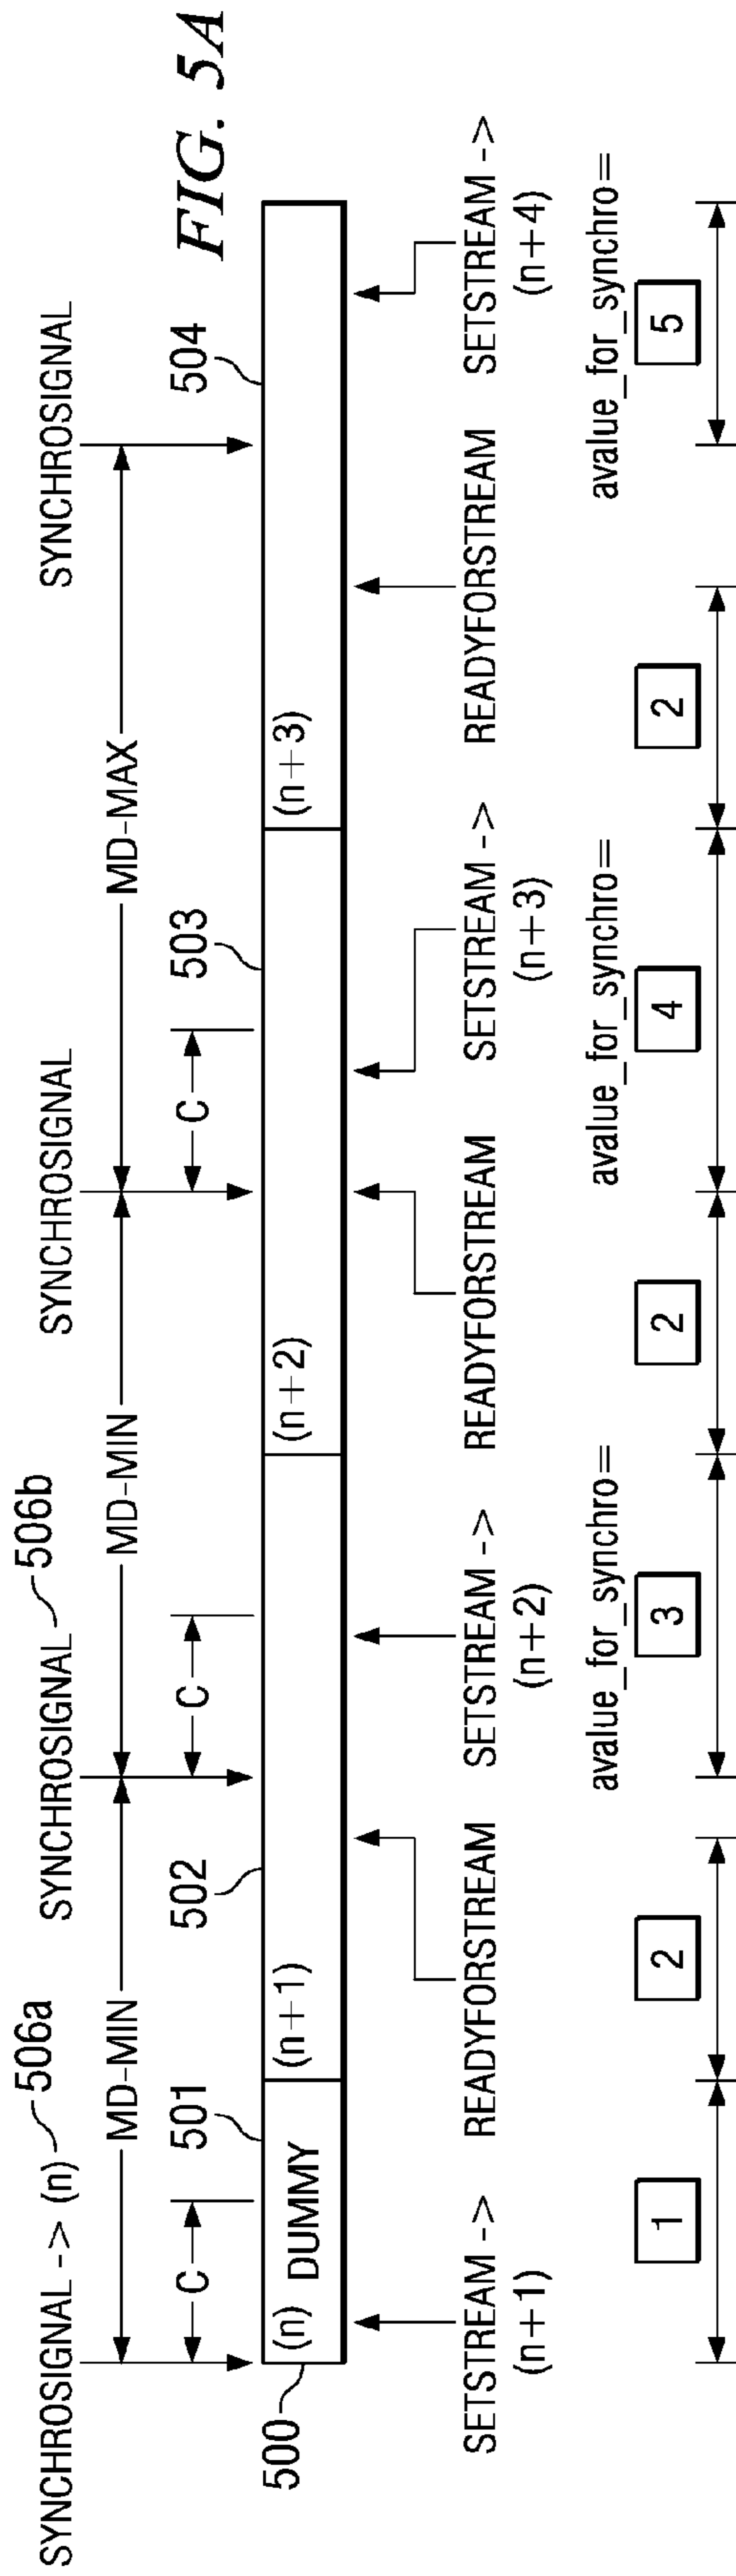 FIG. 5A
SYNCHROSIGNAL -> (n) 506a
SYNCHROSIGNAL 506b
SYNCHROSIGNAL
SYNCHROSIGNAL
MD-MIN
MD-MIN
MD-MAX
C
C
C
501
502
503
504
500
(n) DUMMY
(n+1)
(n+2)
(n+3)
SETSTREAM ->
(n+1)
READYFORSTREAM
SETSTREAM ->
(n+2)
READYFORSTREAM
SETSTREAM ->
(n+3)
READYFORSTREAM
SETSTREAM ->
(n+4)
avalue_for_synchro=
avalue_for_synchro=
avalue_for_synchro=
1
2
3
2
4
2
5